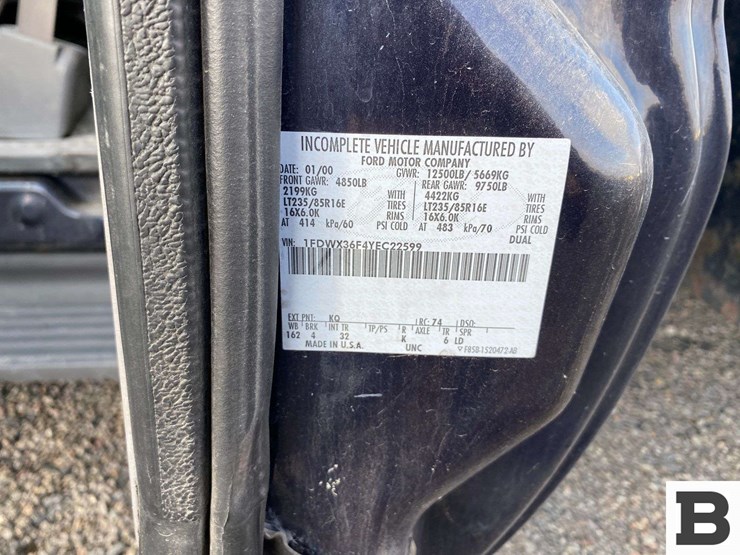 INCOMPLETE VEHICLE MANUFACTURED BY
FORD MOTOR COMPANY
DATE: 01/00 GVWR: 12500LB/ 5669KG
FRONT GAWR: 4850LB REAR GAWR: 9750LB
2199KG WITH 4422KG WITH
LT235/85R16E TIRES LT235/85R16E TIRES
16X6.0K RIMS 16X6.0K RIMS
AT 414 kPa/60 PSI COLD AT 483 kPa/70 PSI COLD
DUAL
VIN: 1FDWX36F4YEC22599
EXT PNT: KQ RC: 74 DSO:
WB BRK INT TR TP/PS R AXLE TR SPR
162 4 32 K 6 LD
MADE IN U.S.A. UNC F85B-1520472-AB
B